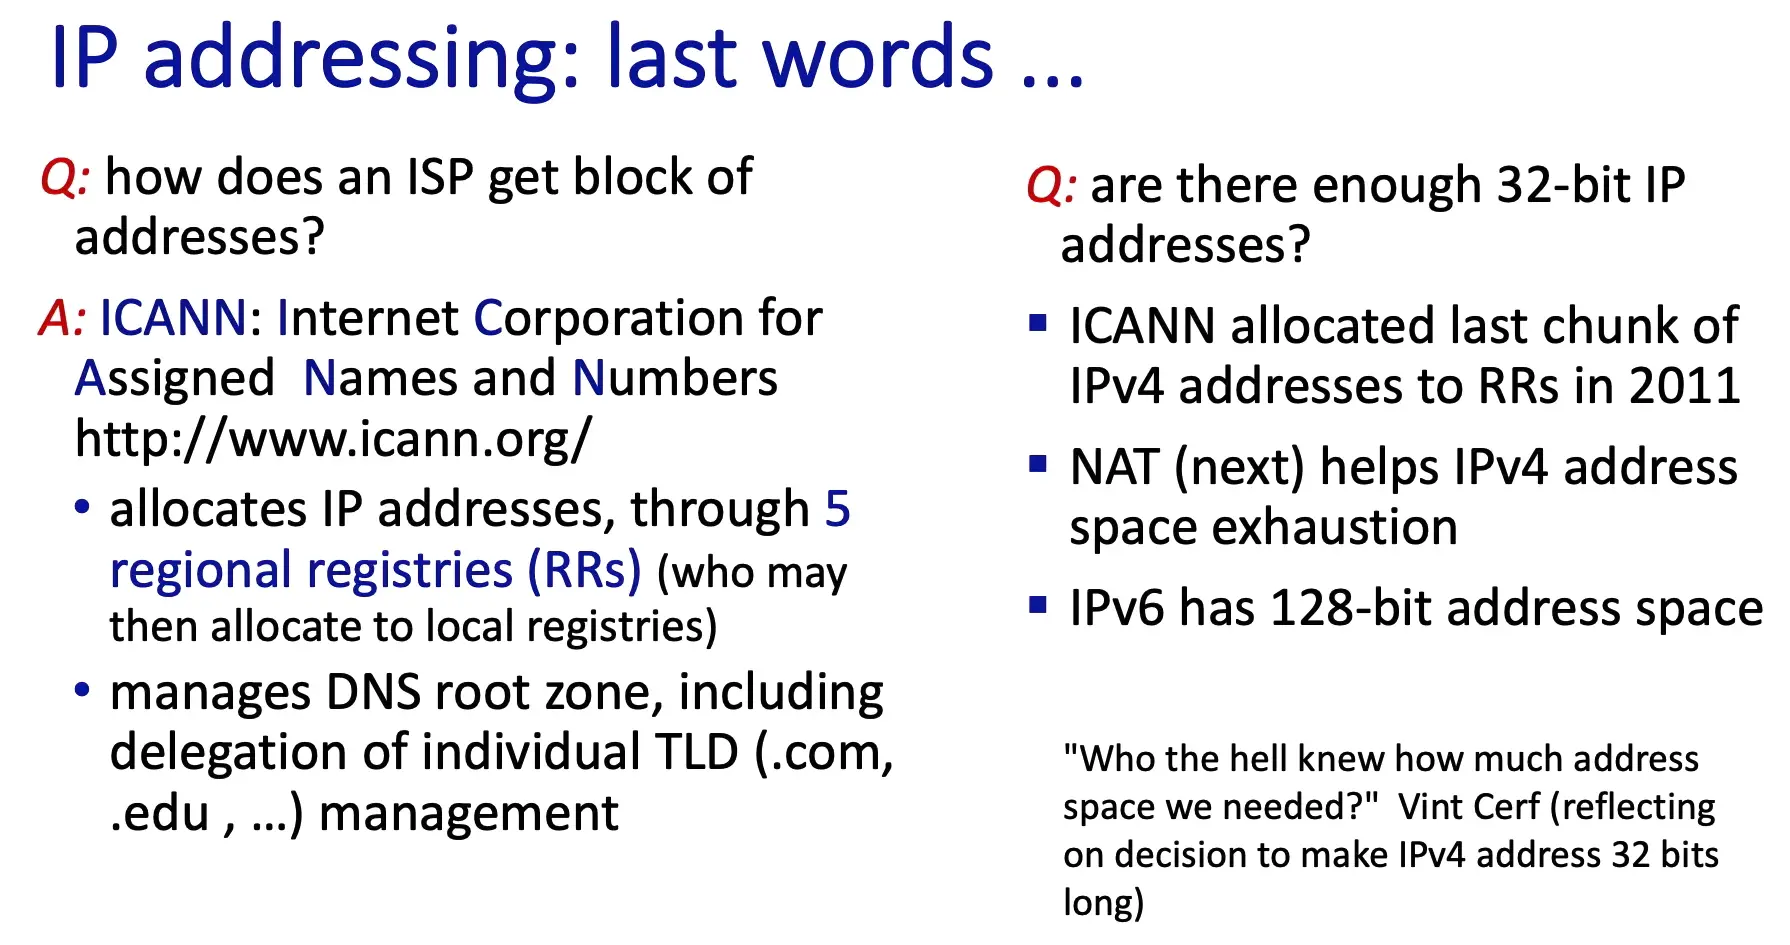 IP addressing: last words ...
Q: how does an ISP get block of
addresses?
A: ICANN: Internet Corporation for
Assigned  Names and Numbers
http://www.icann.org/
• allocates IP addresses, through 5
regional registries (RRs) (who may
then allocate to local registries)
• manages DNS root zone, including
delegation of individual TLD (.com,
.edu , …) management
Q: are there enough 32-bit IP
addresses?
▪ ICANN allocated last chunk of
IPv4 addresses to RRs in 2011
▪ NAT (next) helps IPv4 address
space exhaustion
▪ IPv6 has 128-bit address space
"Who the hell knew how much address
space we needed?"  Vint Cerf (reflecting
on decision to make IPv4 address 32 bits
long)